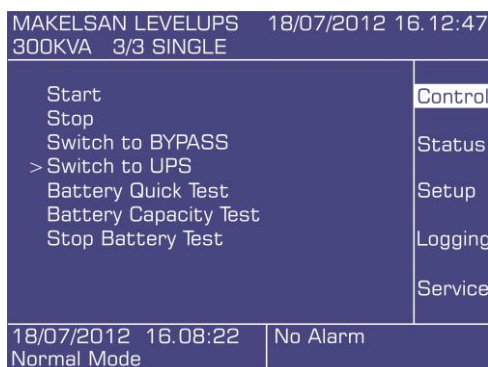 MAKELSAN LEVELUPS 18/07/2012 16.12:47
300KVA 3/3 SINGLE
Start
Stop
Switch to BYPASS
> Switch to UPS
Battery Quick Test
Battery Capacity Test
Stop Battery Test
Control
Status
Setup
Logging
Service
18/07/2012 16.08:22
Normal Mode
No Alarm